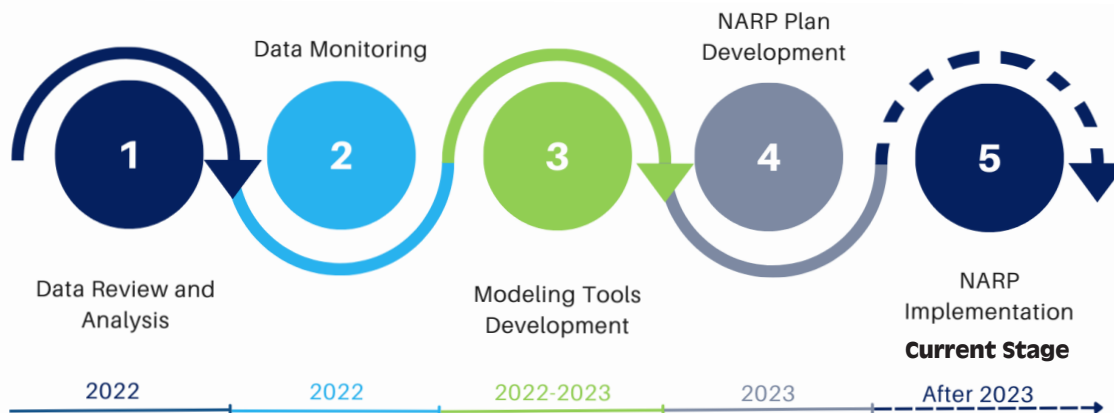 1
Data Review and
Analysis
2022
Data Monitoring
2
2022
3
Modeling Tools
Development
2022-2023
NARP Plan
Development
4
2023
5
NARP
Implementation
Current Stage
After 2023